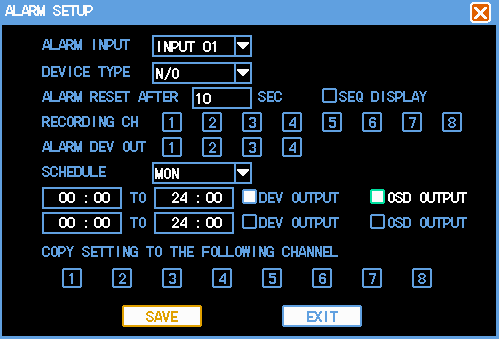 ALARM SETUP
ALARM INPUT INPUT 01
DEVICE TYPE N/O
ALARM RESET AFTER 10 SEC SEQ DISPLAY
RECORDING CH 1 2 3 4 5 6 7 8
ALARM DEV OUT 1 2 3 4
SCHEDULE MON
00 : 00 TO 24 : 00 DEV OUTPUT OSD OUTPUT
00 : 00 TO 24 : 00 DEV OUTPUT OSD OUTPUT
COPY SETTING TO THE FOLLOWING CHANNEL
1 2 3 4 5 6 7 8
SAVE EXIT